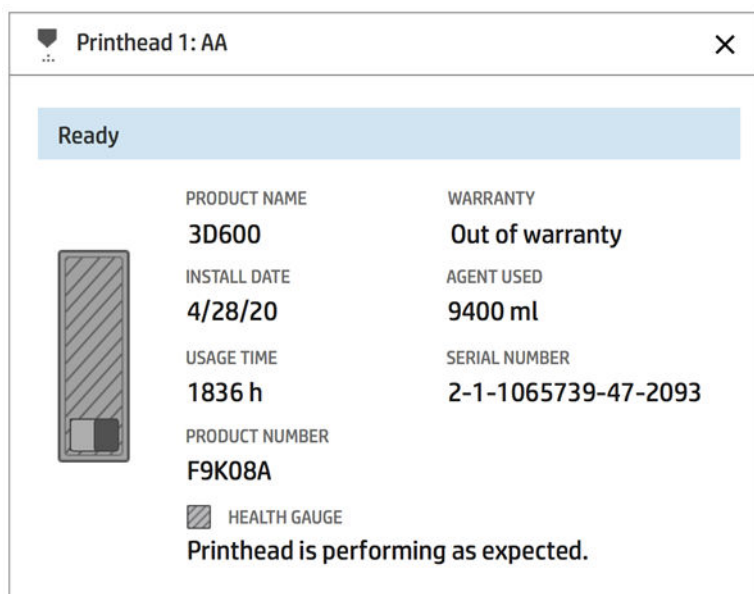 Printhead 1: AA
Ready
PRODUCT NAME
3D600
WARRANTY
Out of warranty
INSTALL DATE
4/28/20
AGENT USED
9400 ml
USAGE TIME
1836 h
SERIAL NUMBER
2-1-1065739-47-2093
PRODUCT NUMBER
F9K08A
HEALTH GAUGE
Printhead is performing as expected.